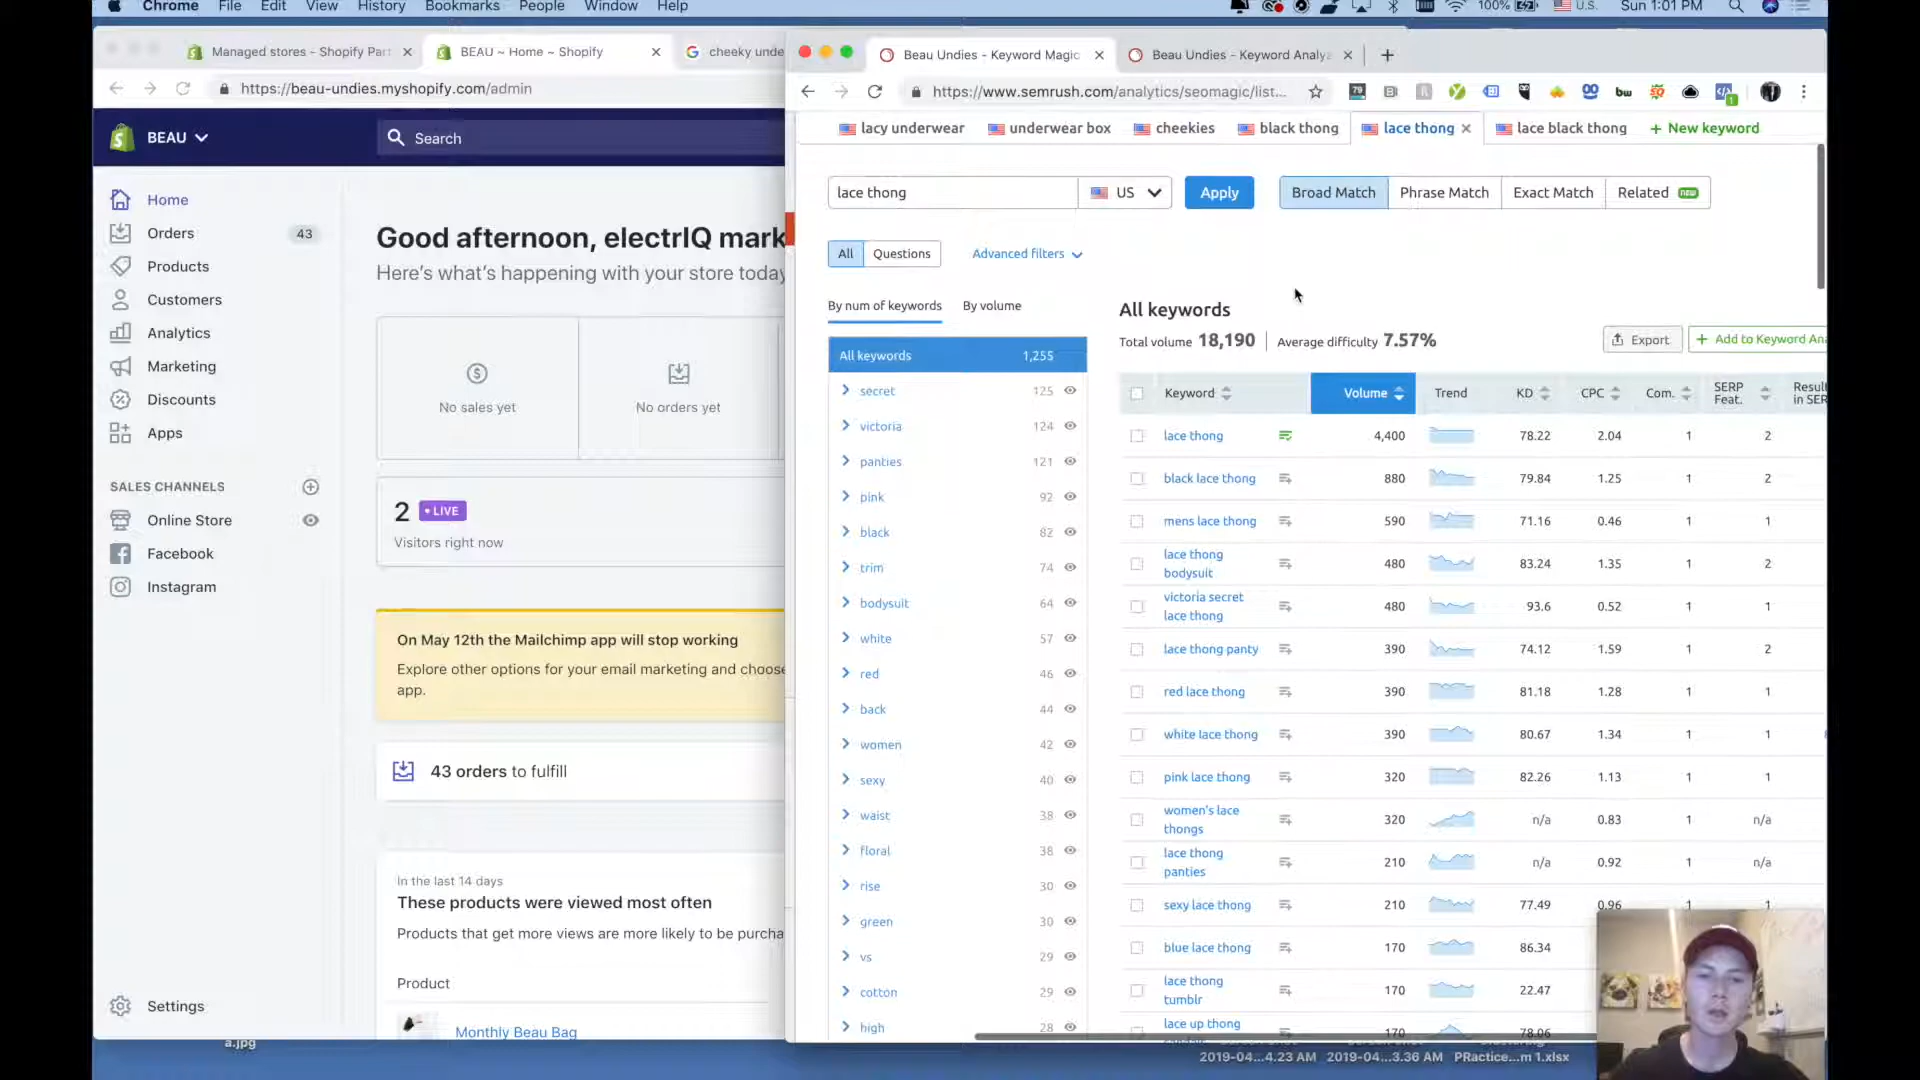 Chrome File Edit View History Bookmarks People Window Help 100% U.S. Sun 1:01 PM
Managed stores - Shopify Par BEAU ~ Home ~ Shopify cheeky unde
https://beau-undies.myshopify.com/admin
BEAU Search
Home
Orders 43
Products
Customers
Analytics
Marketing
Discounts
Apps
SALES CHANNELS
Online Store
Facebook
Instagram
Settings
Good afternoon, electrIQ mark
Here's what's happening with your store today
No sales yet No orders yet
2 • LIVE
Visitors right now
On May 12th the Mailchimp app will stop working
Explore other options for your email marketing and choose
app.
43 orders to fulfill
In the last 14 days
These products were viewed most often
Products that get more views are more likely to be purcha
Product
Monthly Beau Bag
a.jpg
Beau Undies - Keyword Magic Beau Undies - Keyword Analyz
https://www.semrush.com/analytics/seomagic/list...
lacy underwear underwear box cheekies black thong lace thong lace black thong + New keyword
lace thong US Apply Broad Match Phrase Match Exact Match Related new
All Questions Advanced filters
By num of keywords By volume
All keywords 1,255
secret 125
victoria 124
panties 121
pink 92
black 82
trim 74
bodysuit 64
white 57
red 46
back 44
women 42
sexy 40
waist 38
floral 38
rise 30
green 30
vs 29
cotton 29
high 28
All keywords
Total volume 18,190 Average difficulty 7.57%
Export + Add to Keyword Ana
Keyword Volume Trend KD CPC Com. SERP Feat. Result in SER
lace thong 4,400 78.22 2.04 1 2
black lace thong 880 79.84 1.25 1 2
mens lace thong 590 71.16 0.46 1 1
lace thong bodysuit 480 83.24 1.35 1 2
victoria secret lace thong 480 93.6 0.52 1 1
lace thong panty 390 74.12 1.59 1 2
red lace thong 390 81.18 1.28 1 1
white lace thong 390 80.67 1.34 1 1
pink lace thong 320 82.26 1.13 1 1
women's lace thongs 320 n/a 0.83 1 n/a
lace thong panties 210 n/a 0.92 1 n/a
sexy lace thong 210 77.49 0.96 1 1
blue lace thong 170 86.34
lace thong tumblr 170 22.47
lace up thong 170 78.06
2019-04...4.23 AM 2019-04...3.36 AM PRactice...m 1.xlsx